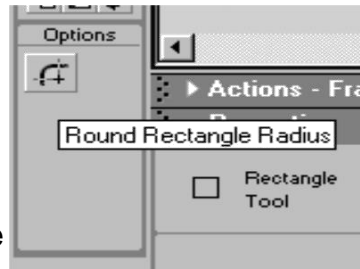 Options
Actions - Fra
Round Rectangle Radius
Rectangle
Tool
e